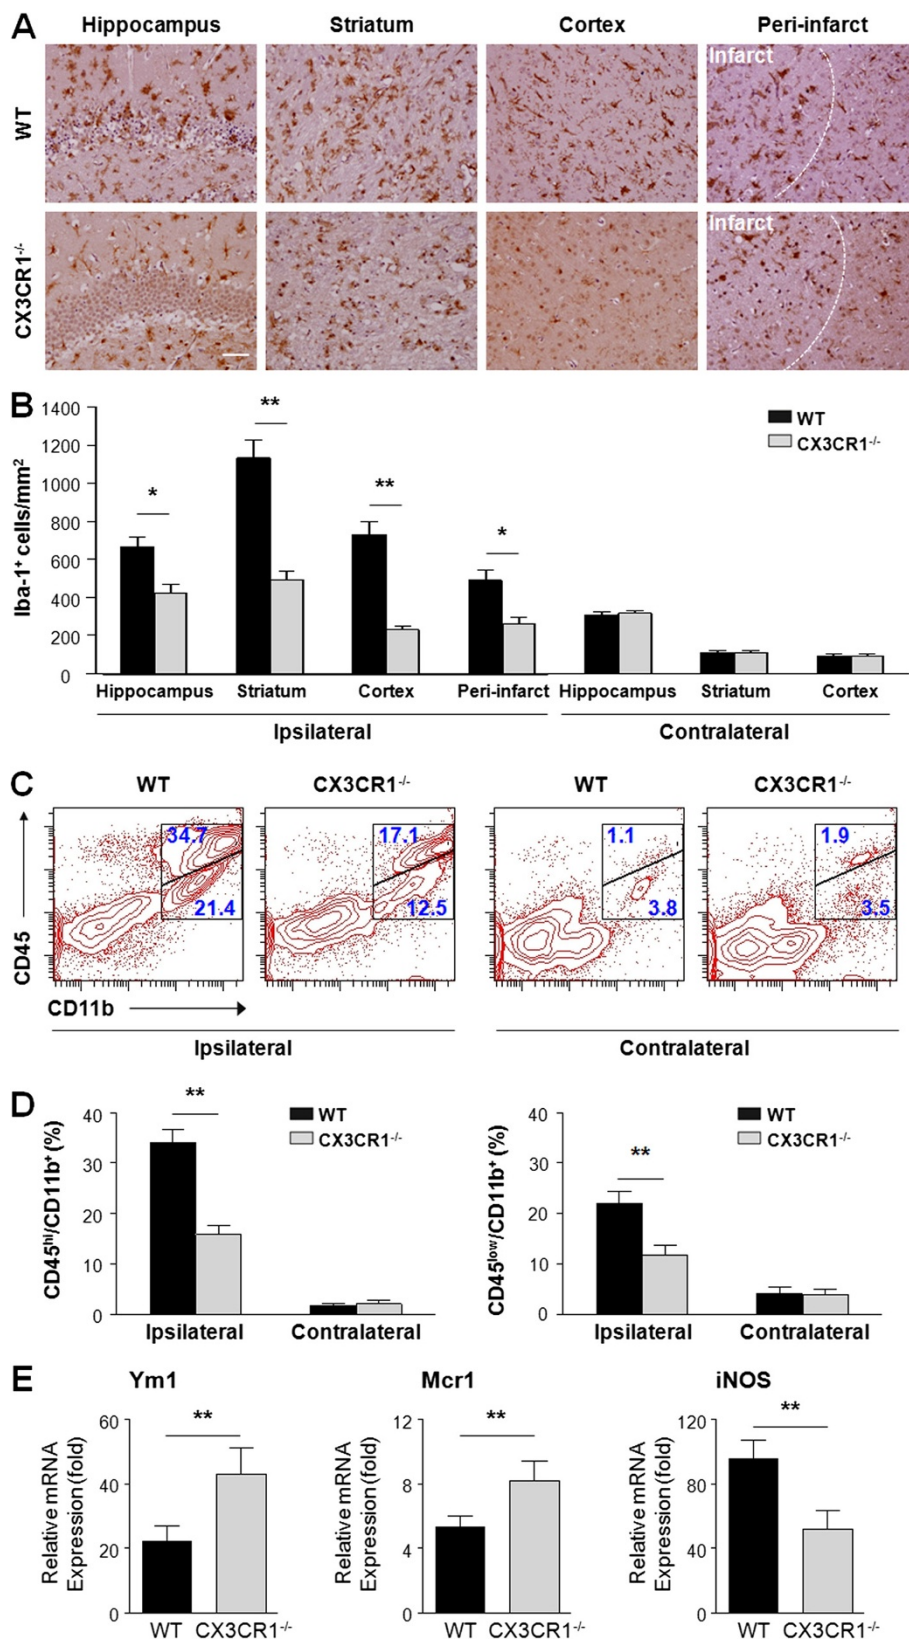 A Hippocampus Striatum Cortex Peri-infarct
WT Infarct
CX3CR1-/- Infarct
B
Iba-1+ cells/mm2
1400
1200
1000
800
600
400
200
0
* ** ** *
WT
CX3CR1-/-
Hippocampus Striatum Cortex Peri-infarct Hippocampus Striatum Cortex
Ipsilateral Contralateral
C WT CX3CR1-/- WT CX3CR1-/-
34.7 17.1 1.1 1.9
21.4 12.5 3.8 3.5
CD45
CD11b
Ipsilateral Contralateral
D
CD45hi/CD11b+ (%)
40
30
20
10
0
**
WT
CX3CR1-/-
Ipsilateral Contralateral
CD45low/CD11b+ (%)
40
30
20
10
0
**
WT
CX3CR1-/-
Ipsilateral Contralateral
E
Ym1
Relative mRNA
Expression (fold)
60
40
20
0
**
WT CX3CR1-/-
Mcr1
Relative mRNA
Expression (fold)
12
8
4
0
**
WT CX3CR1-/-
iNOS
Relative mRNA
Expression (fold)
120
80
40
0
**
WT CX3CR1-/-